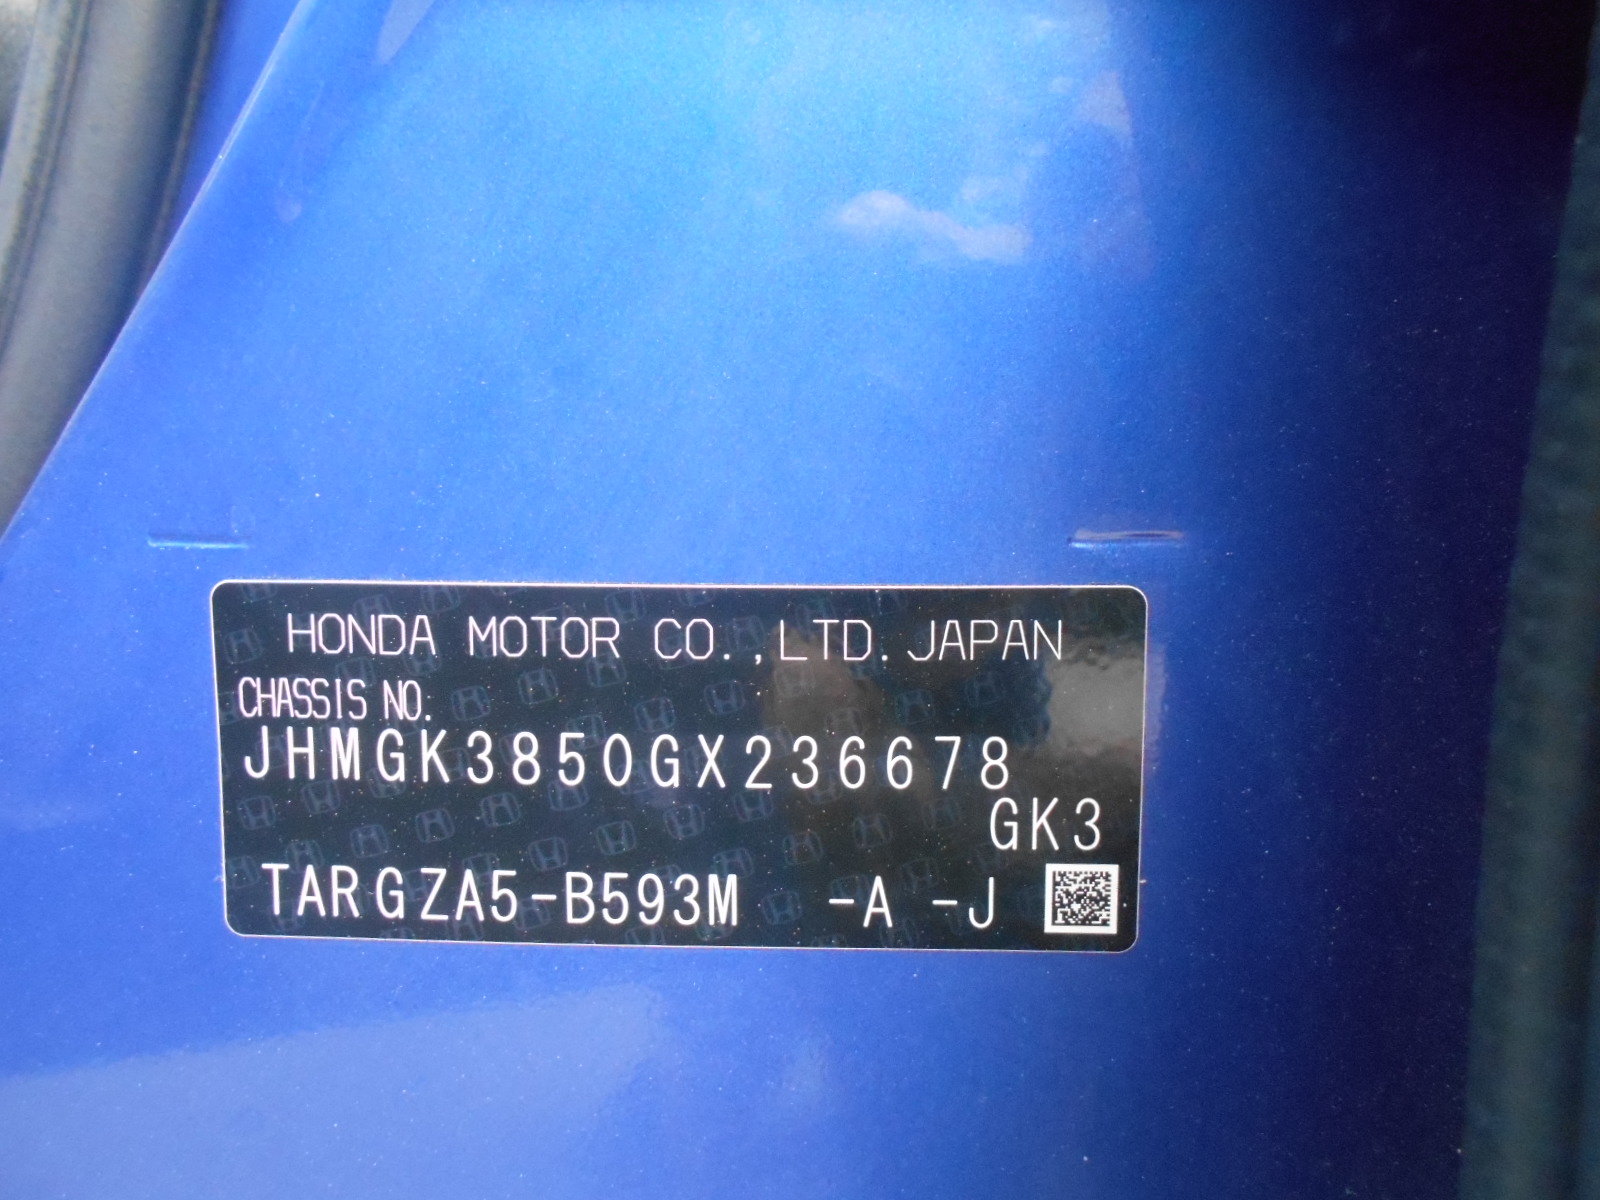 HONDA MOTOR CO.,LTD. JAPAN
CHASSIS NO.
JHMGK3850GX236678
GK3
TARGZA5-B593M -A -J